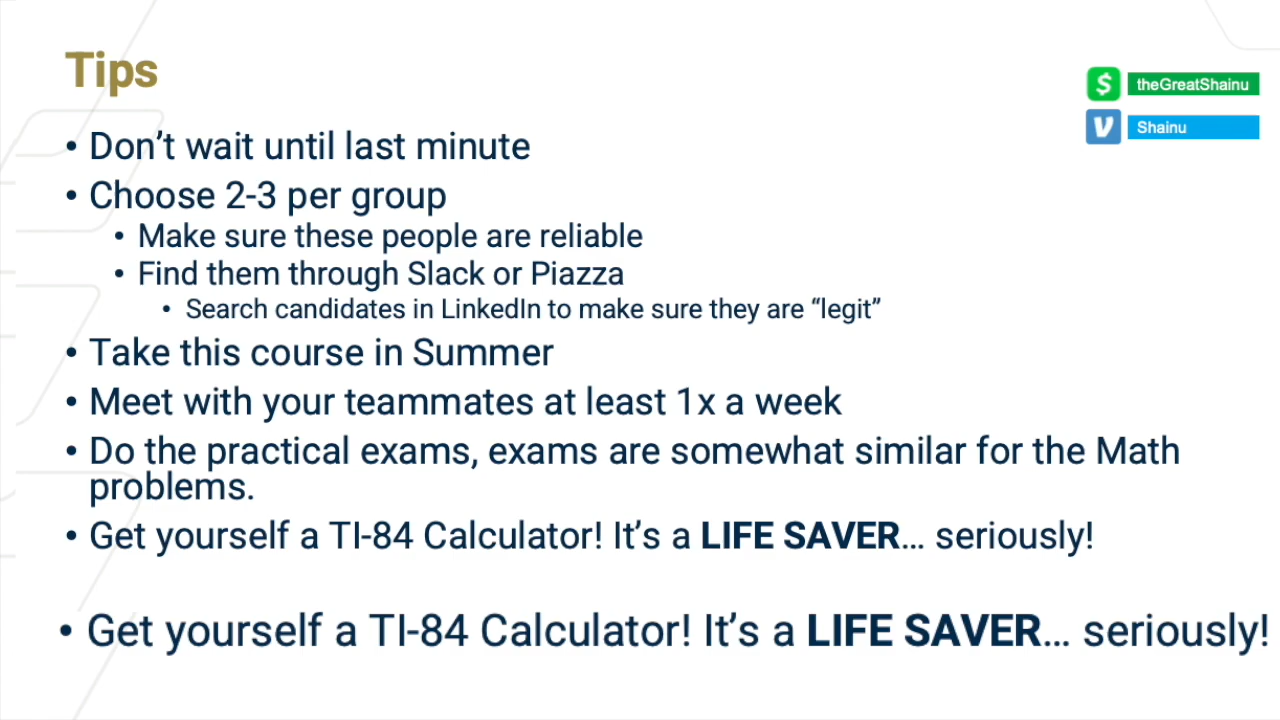 Tips
$ theGreatShainu
V Shainu
• Don’t wait until last minute
• Choose 2-3 per group
• Make sure these people are reliable
• Find them through Slack or Piazza
• Search candidates in LinkedIn to make sure they are “legit”
• Take this course in Summer
• Meet with your teammates at least 1x a week
• Do the practical exams, exams are somewhat similar for the Math
problems.
• Get yourself a TI-84 Calculator! It’s a LIFE SAVER… seriously!
• Get yourself a TI-84 Calculator! It’s a LIFE SAVER… seriously!